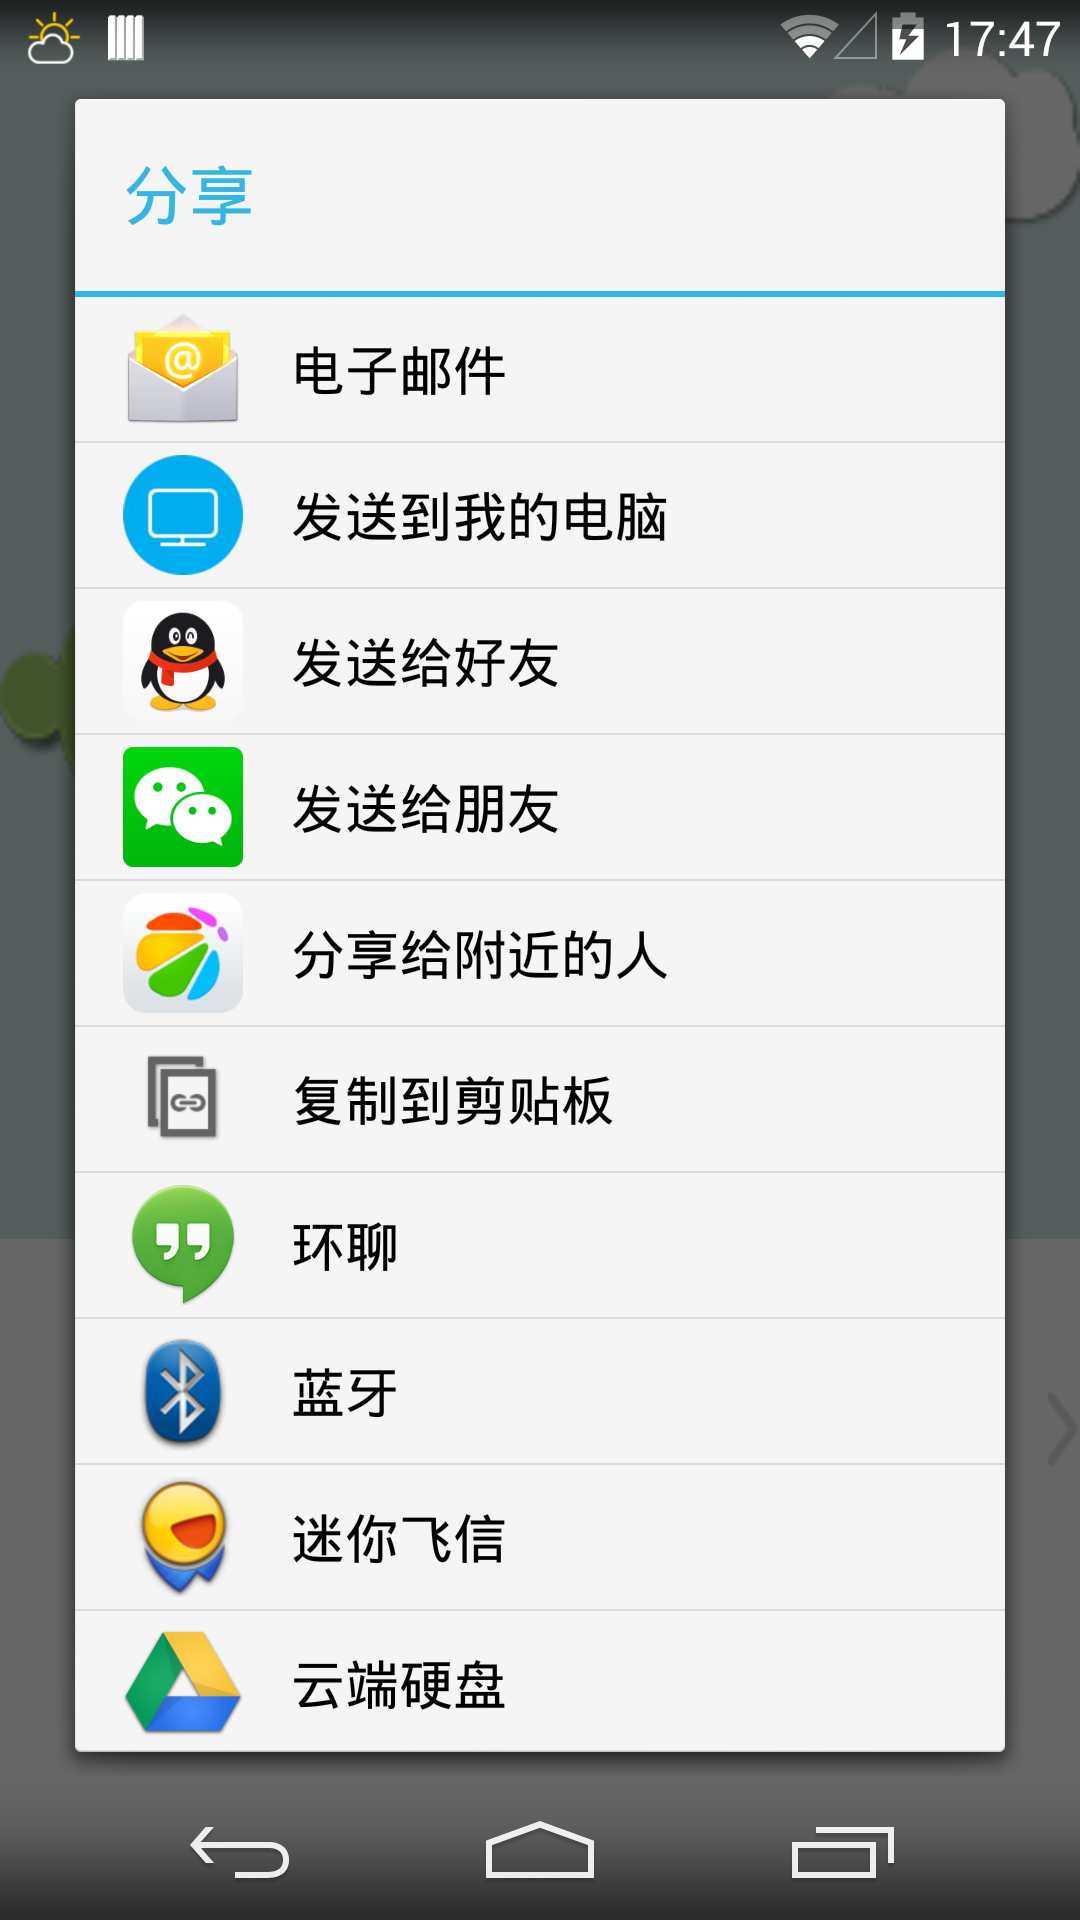 17:47
分享
电子邮件
发送到我的电脑
发送给好友
发送给朋友
分享给附近的人
复制到剪贴板
环聊
蓝牙
迷你飞信
云端硬盘